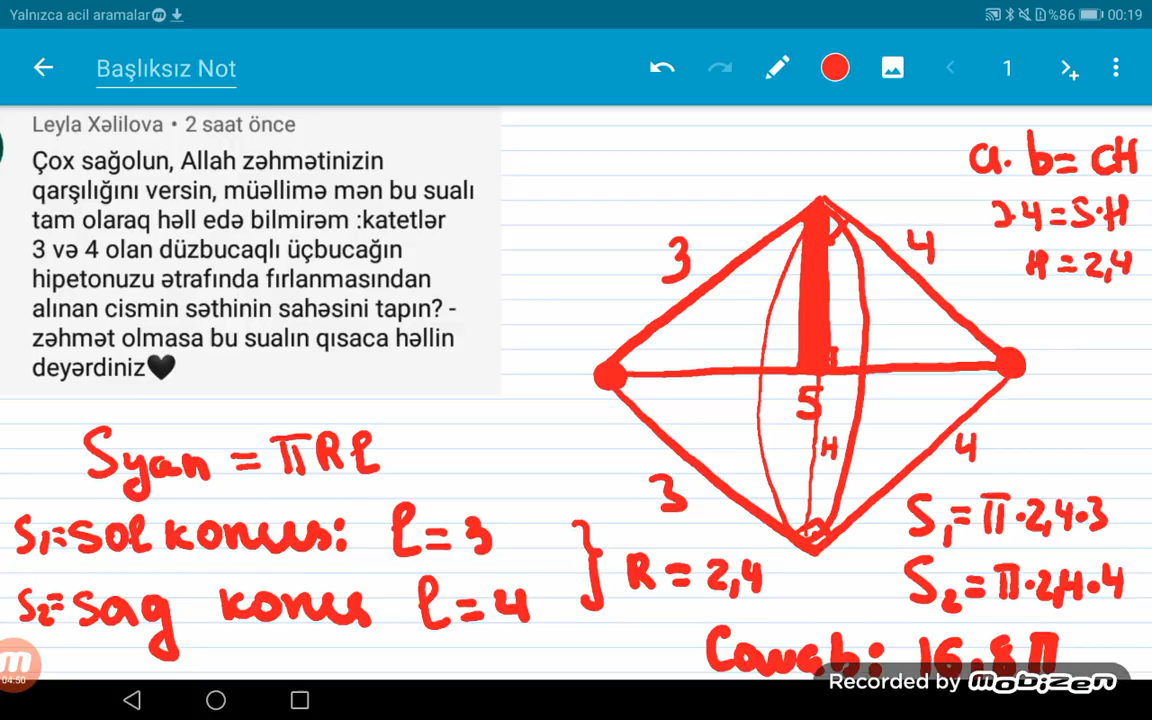 Yalnızca acil aramalar
%86 00:19
Başlıksız Not
1
Leyla Xəlilova • 2 saat önce
Çox sağolun, Allah zəhmətinizin
qarşılığını versin, müəllimə mən bu sualı
tam olaraq həll edə bilmirəm :katetlər
3 və 4 olan düzbucaqlı üçbucağın
hipetonuzu ətrafında fırlanmasından
alınan cismin səthinin sahəsini tapın? -
zəhmət olmasa bu sualın qısaca həllin
deyərdiniz🖤
a. b = CH
3.4 = 5.H
H = 2,4
3
4
5
H
3
4
Syan = πRl
S₁=sol konus: l = 3
S₂=sag konus l = 4
} R = 2,4
S₁ = π·2,4·3
S₂ = π·2,4·4
Cavab: 16.8π
04:50
Recorded by mobizen